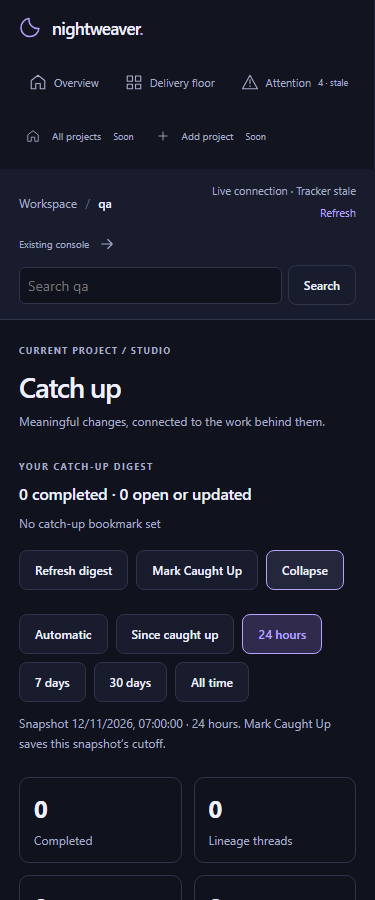 nightweaver.
Overview Delivery floor Attention 4 · stale
All projects Soon Add project Soon
Live connection · Tracker stale
Workspace / qa
Refresh
Existing console
Search qa Search
CURRENT PROJECT / STUDIO
Catch up
Meaningful changes, connected to the work behind them.
YOUR CATCH-UP DIGEST
0 completed · 0 open or updated
No catch-up bookmark set
Refresh digest Mark Caught Up Collapse
Automatic Since caught up 24 hours
7 days 30 days All time
Snapshot 12/11/2026, 07:00:00 · 24 hours. Mark Caught Up
saves this snapshot's cutoff.
0 0
Completed Lineage threads